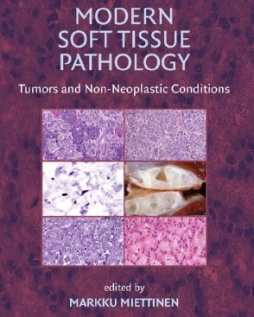 MODERN
SOFT TISSUE
PATHOLOGY
Tumors and Non-Neoplastic Conditions
edited by
MARKKU MIETTINEN